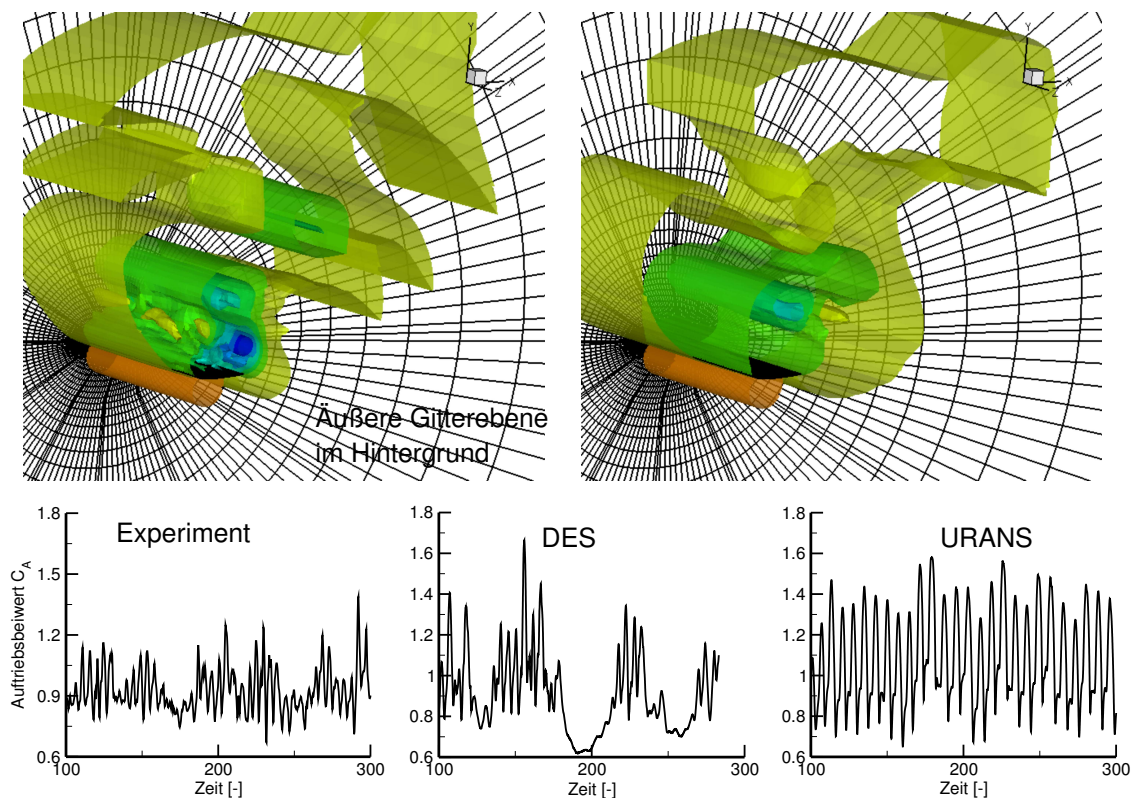 Y
X
Z
Y
X
Z
Äußere Gitterebene
im Hintergrund
Experiment
DES
URANS
Auftriebsbeiwert C_A
1.8
1.5
1.2
0.9
0.6
100
200
300
Zeit [-]
1.8
1.6
1.4
1.2
1
0.8
0.6
100
200
300
Zeit [-]
1.8
1.6
1.4
1.2
1
0.8
0.6
100
200
300
Zeit [-]